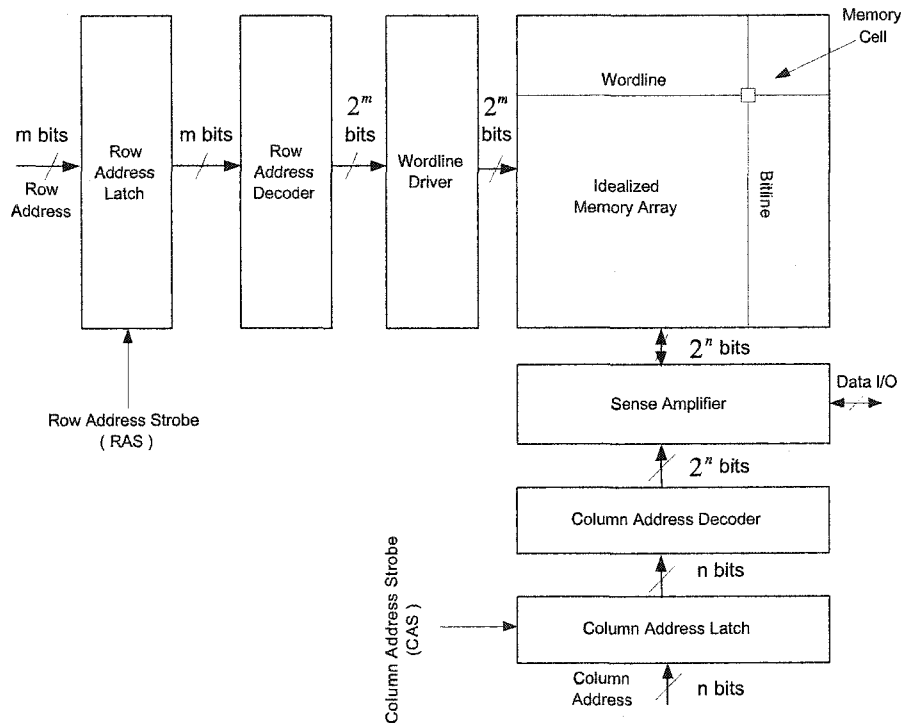 Memory
Cell
Wordline
m bits
Row
Address
Row
Address
Latch
m bits
Row
Address
Decoder
2^m
bits
Wordline
Driver
2^m
bits
Idealized
Memory Array
Bitline
Row Address Strobe
( RAS )
2^n bits
Sense Amplifier
Data I/O
2^n bits
Column Address Decoder
n bits
Column Address Strobe
(CAS )
Column Address Latch
Column
Address
n bits